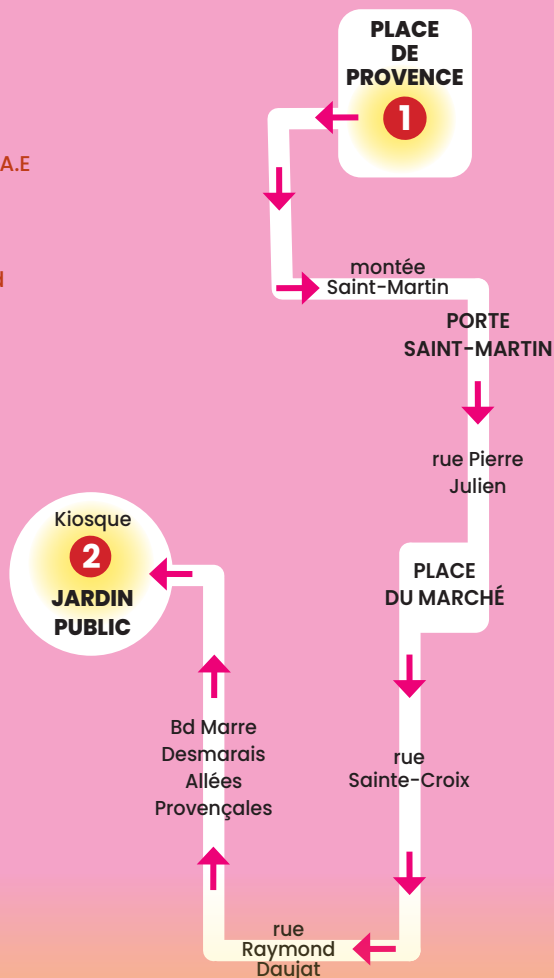 PLACE
DE
PROVENCE
1
A.E
montée
Saint-Martin
PORTE
SAINT-MARTIN
rue Pierre
Julien
PLACE
DU MARCHÉ
rue
Sainte-Croix
rue
Raymond
Daujat
Bd Marre
Desmarais
Allées
Provençales
Kiosque
2
JARDIN
PUBLIC